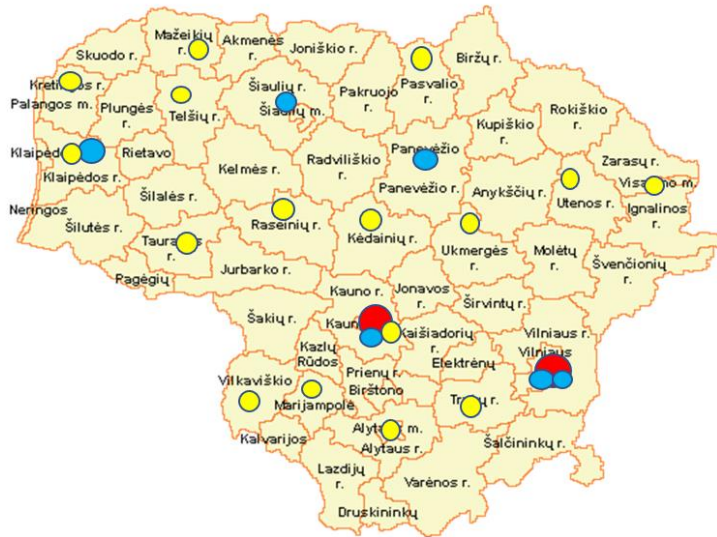 Skuodo r.
Mažeikių
r.
Akmenės
r.
Joniškio r.
Biržų r.
Pasvalio
r.
Pakruojo
r.
Šiaulių r.
Šiaulių m.
Telšių r.
Plungės
r.
Palangos m.
Rokiškio
r.
Kupiškio
r.
Zarasų r.
Panevėžio
Panevėžio r.
Radviliškio
r.
Kelmės r.
Rietavo
Klaipėdos r.
Anykščių
r.
Utenos r.
Ignalinos
r.
Neringos
Šilalės r.
Šilutės r.
Raseinių r.
Kėdainių r.
Ukmergės
r.
Molėtų
r.
Švenčionių
r.
Pagėgių
Jurbarko r.
Kauno r.
Jonavos
r.
Širvintų r.
Šakių r.
Kaišiadorių
r.
Vilniaus r.
Vilniaus
Kazlų
Rūdos
Elektrėnų
Prienų r.
Birštono
Vilkaviškio
r.
Marijampolė
Kalvarijos
Alytaus r.
Šalčininkų r.
Lazdijų
r.
Varėnos r.
Druskininkų